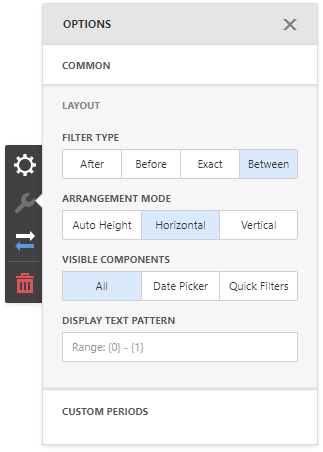 OPTIONS
COMMON
LAYOUT
FILTER TYPE
After Before Exact Between
ARRANGEMENT MODE
Auto Height Horizontal Vertical
VISIBLE COMPONENTS
All Date Picker Quick Filters
DISPLAY TEXT PATTERN
Range: {0} - {1}
CUSTOM PERIODS